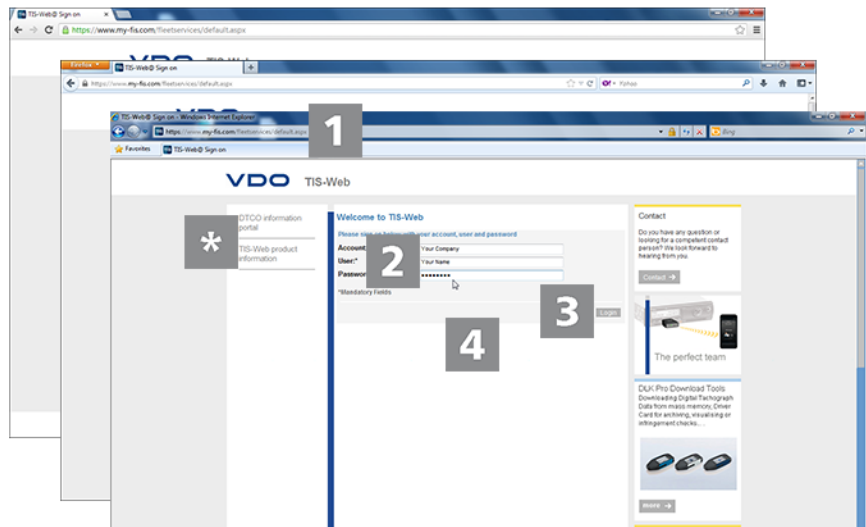 TIS-Web® Sign on
https://www.my-fis.com/fleetservices/default.aspx
Firefox
TIS-Web® Sign on
https://www.my-fis.com/fleetservices/default.aspx
Yahoo
TIS-Web® Sign on - Windows Internet Explorer
https://www.my-fis.com/fleetservices/default.aspx
Bing
Favorites
TIS-Web® Sign on
1
VDO TIS-Web
DTCO information
portal
TIS-Web product
information
*
Welcome to TIS-Web
Please sign on below with your account, user and password
Account:
Your Company
User:*
Your Name
Password
2
*Mandatory Fields
3
Login
4
Contact
Do you have any question or
looking for a competent contact
person? We look forward to
hearing from you.
Contact
The perfect team
DLK Pro Download Tools
Downloading Digital Tachograph
Data from mass memory, Driver
Card for archiving, visualising or
infringement checks...
More